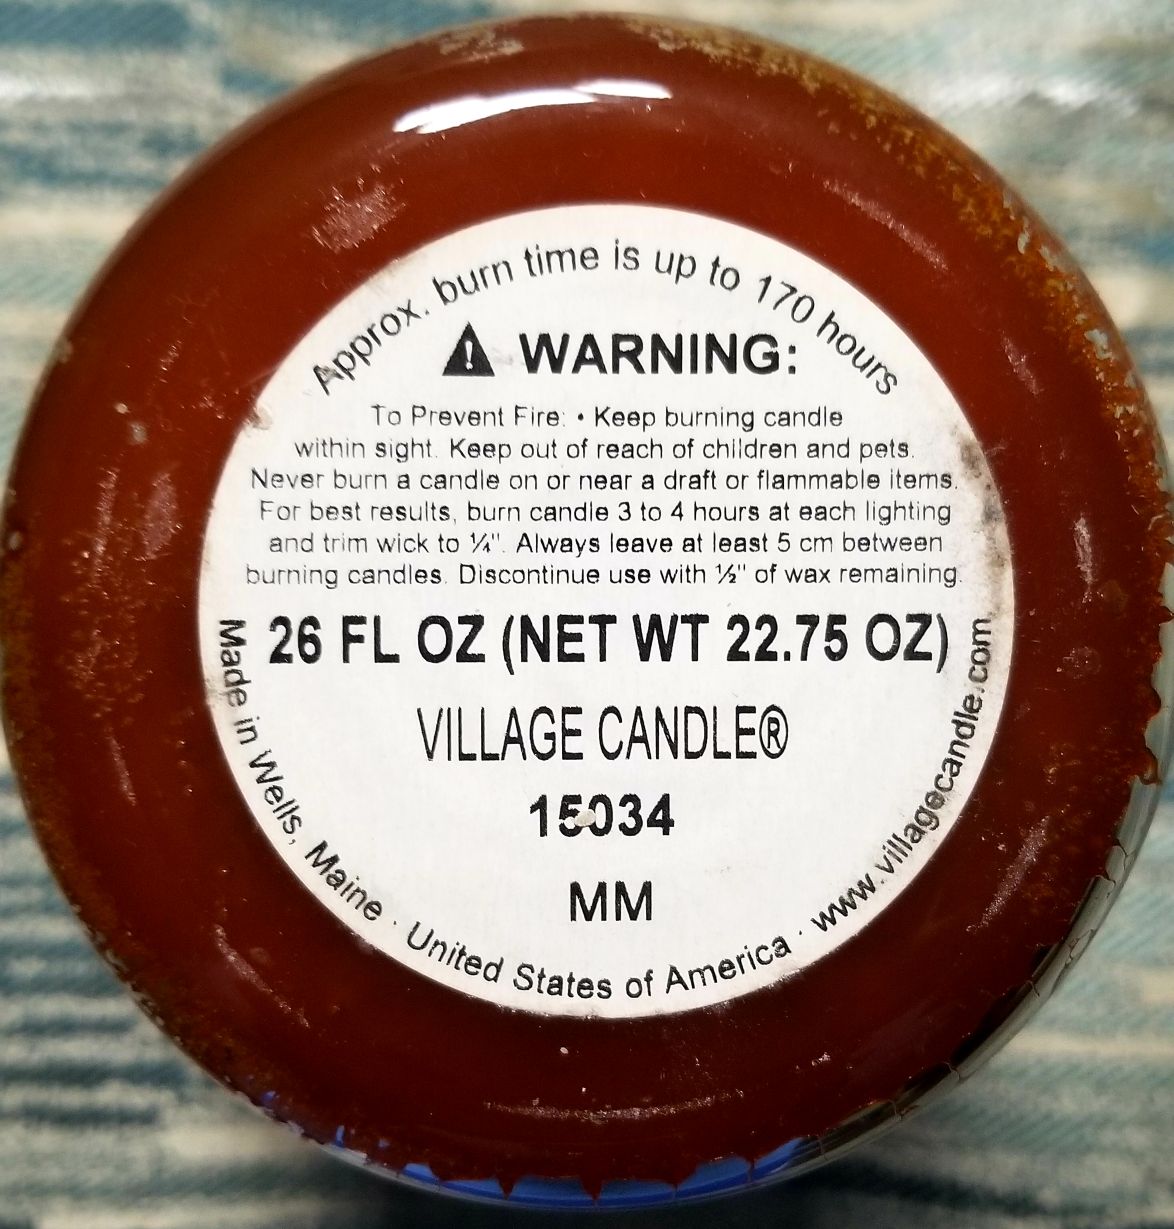 Approx. burn time is up to 170 hours
WARNING:
To Prevent Fire: • Keep burning candle
within sight. Keep out of reach of children and pets.
Never burn a candle on or near a draft or flammable items.
For best results, burn candle 3 to 4 hours at each lighting
and trim wick to ¼". Always leave at least 5 cm between
burning candles. Discontinue use with ½" of wax remaining.
26 FL OZ (NET WT 22.75 OZ)
VILLAGE CANDLE®
15034
MM
Made in Wells, Maine · United States of America · www.villagecandle.com